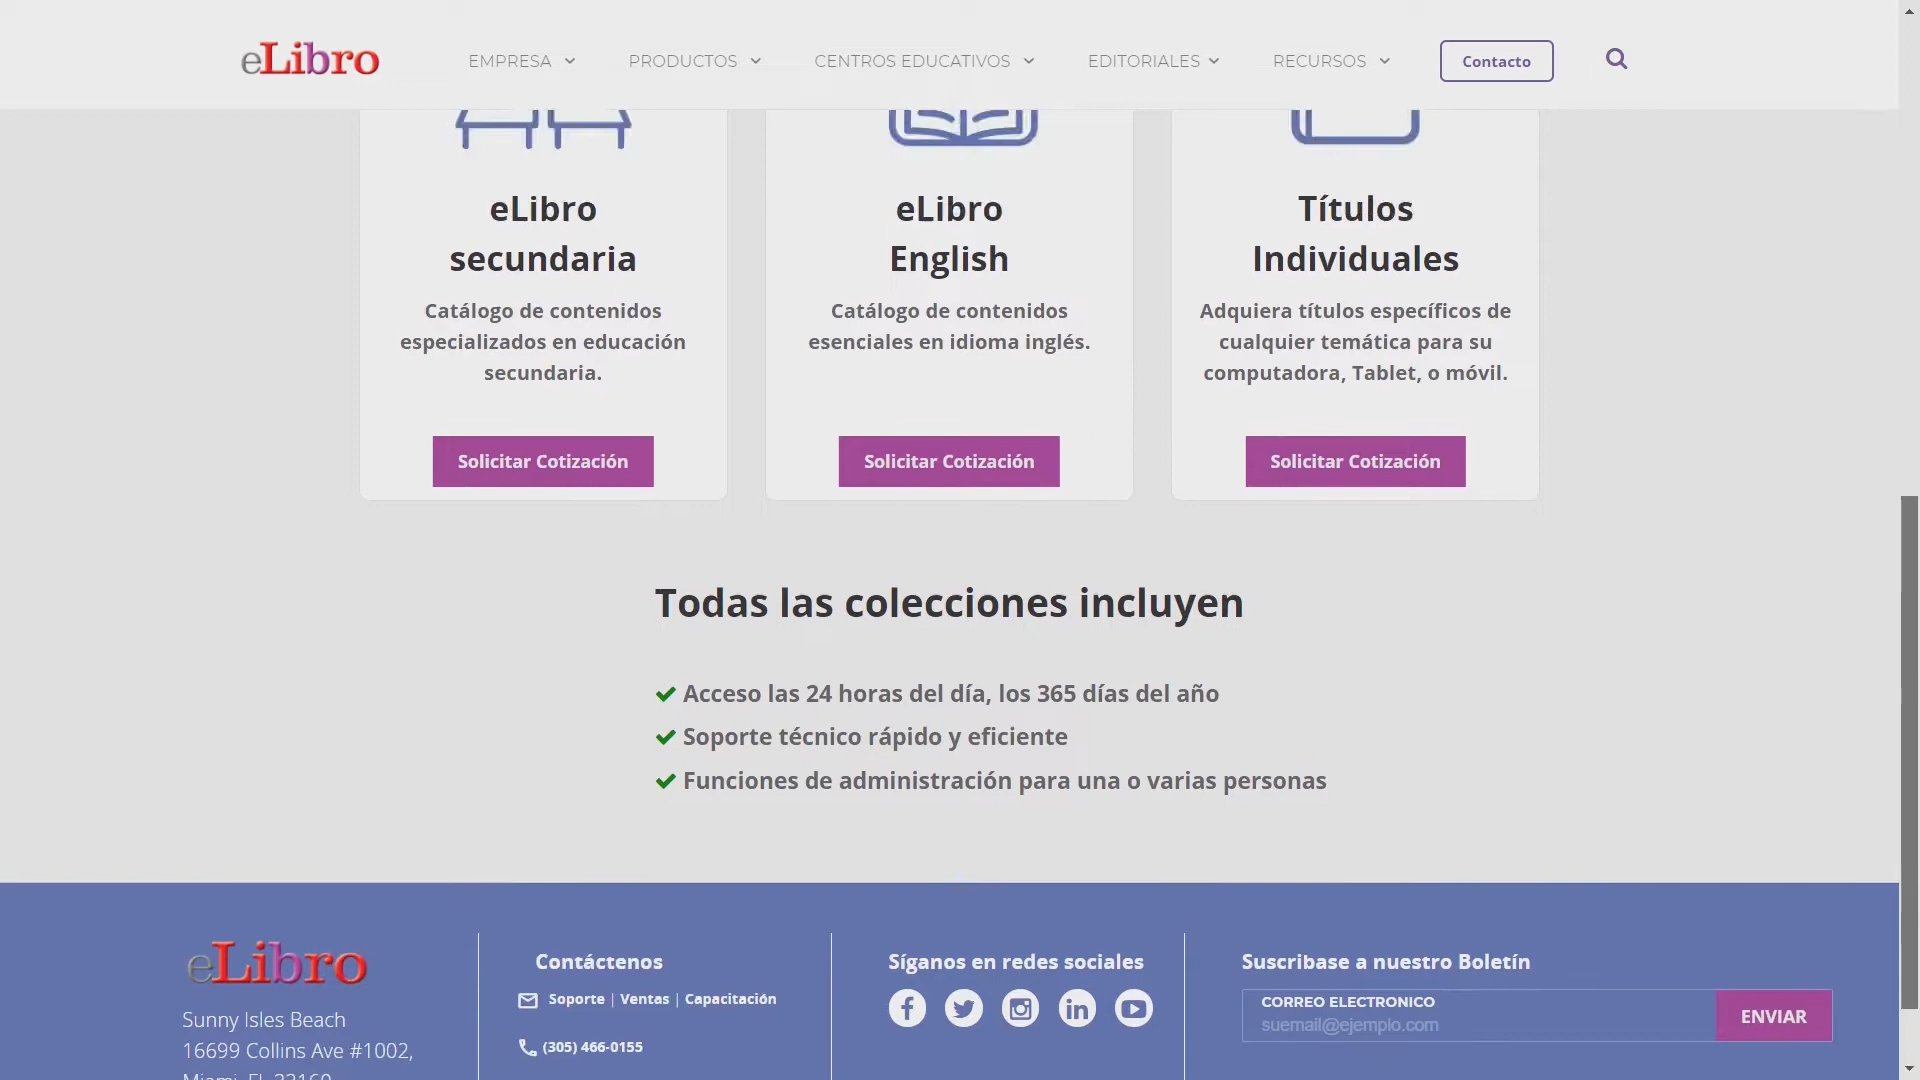 eLibro
EMPRESA
PRODUCTOS
CENTROS EDUCATIVOS
EDITORIALES
RECURSOS
Contacto
eLibro
secundaria
Catálogo de contenidos
especializados en educación
secundaria.
Solicitar Cotización
eLibro
English
Catálogo de contenidos
esenciales en idioma inglés.
Solicitar Cotización
Títulos
Individuales
Adquiera títulos específicos de
cualquier temática para su
computadora, Tablet, o móvil.
Solicitar Cotización
Todas las colecciones incluyen
Acceso las 24 horas del día, los 365 días del año
Soporte técnico rápido y eficiente
Funciones de administración para una o varias personas
eLibro
Sunny Isles Beach
16699 Collins Ave #1002,
Miami, FL 33160
Contáctenos
Soporte | Ventas | Capacitación
(305) 466-0155
Síganos en redes sociales
Suscribase a nuestro Boletín
CORREO ELECTRONICO
suemail@ejemplo.com
ENVIAR